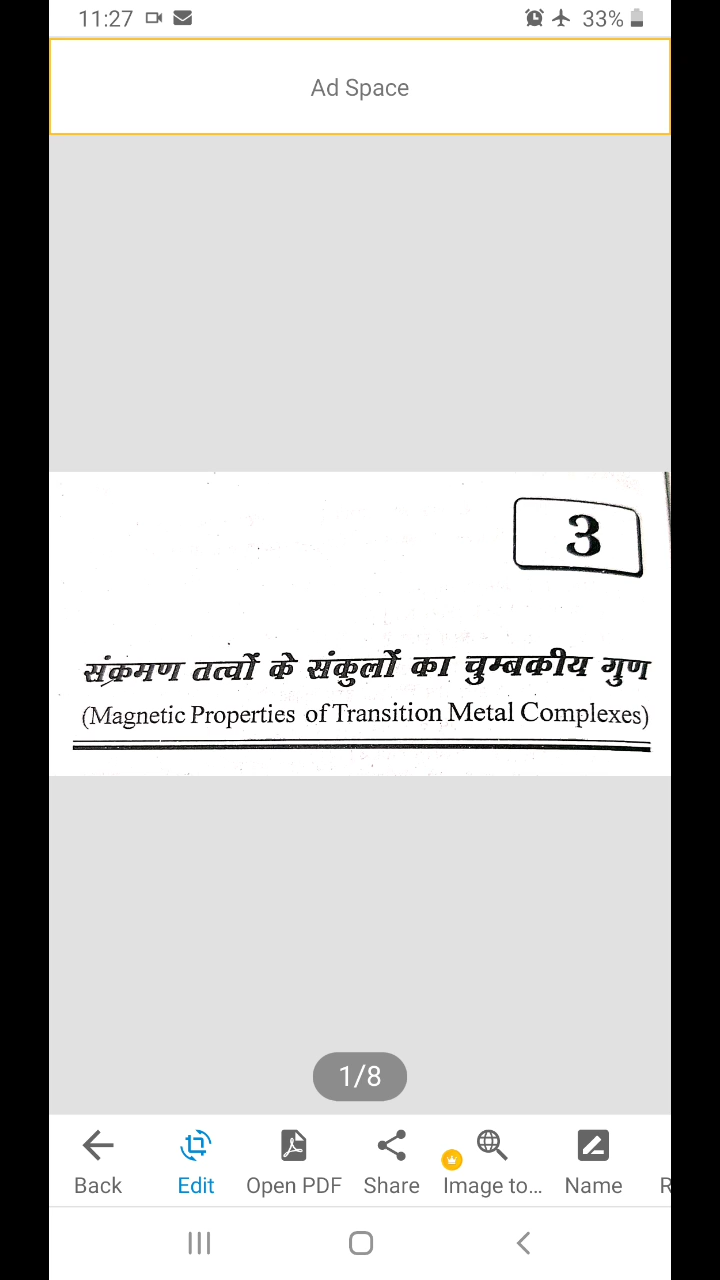 11:27
33%
Ad Space
3
संक्रमण तत्वों के संकुलों का चुम्बकीय गुण
(Magnetic Properties of Transition Metal Complexes)
1/8
Back Edit Open PDF Share Image to... Name R